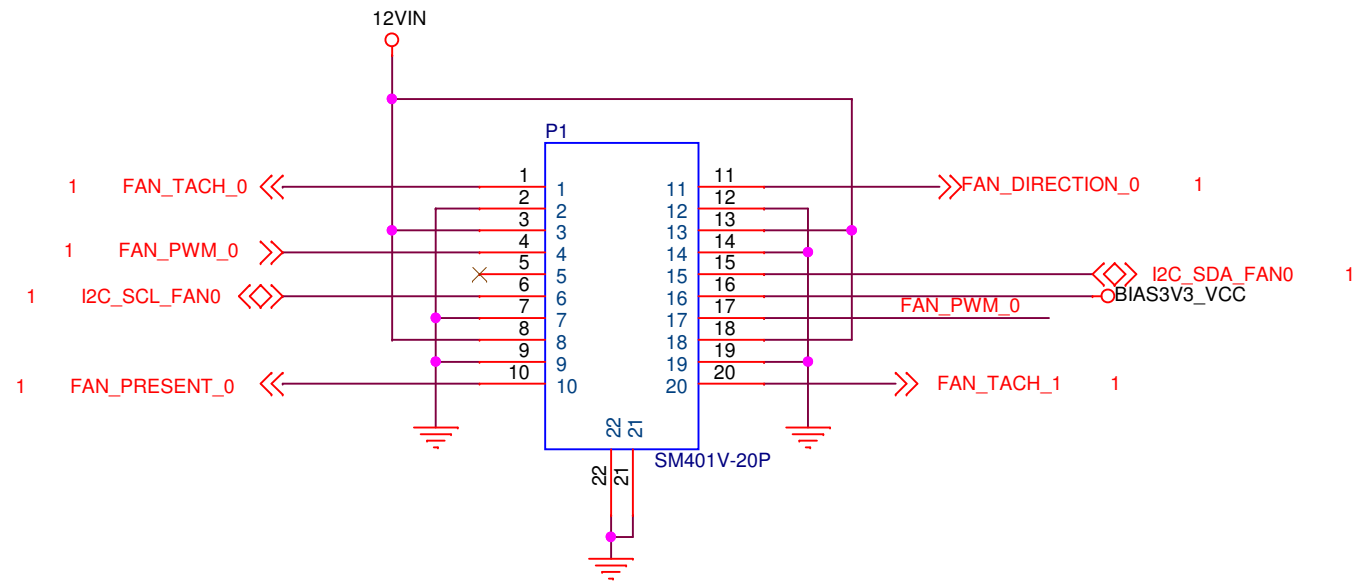 12VIN
P1
1 FAN_TACH_0 1 1 11 11 FAN_DIRECTION_0 1
2 2 12 12
3 3 13 13
1 FAN_PWM_0 4 4 14 14
5 5 15 15 I2C_SDA_FAN0 1
1 I2C_SCL_FAN0 6 6 16 16 BIAS3V3_VCC
7 7 17 17 FAN_PWM_0
8 8 18 18
9 9 19 19
1 FAN_PRESENT_0 10 10 20 20 FAN_TACH_1 1
22 21
SM401V-20P
22 21